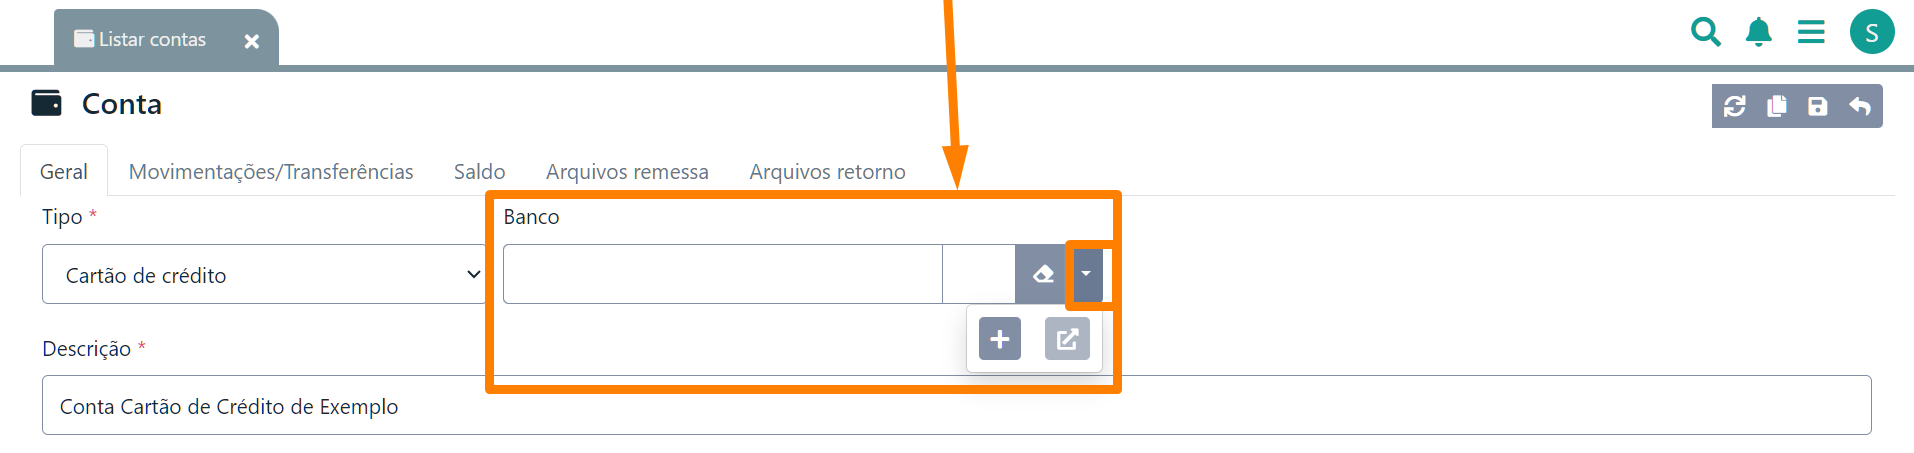 Listar contas
S
Conta
Geral Movimentações/Transferências Saldo Arquivos remessa Arquivos retorno
Tipo * Banco
Cartão de crédito
Descrição *
Conta Cartão de Crédito de Exemplo